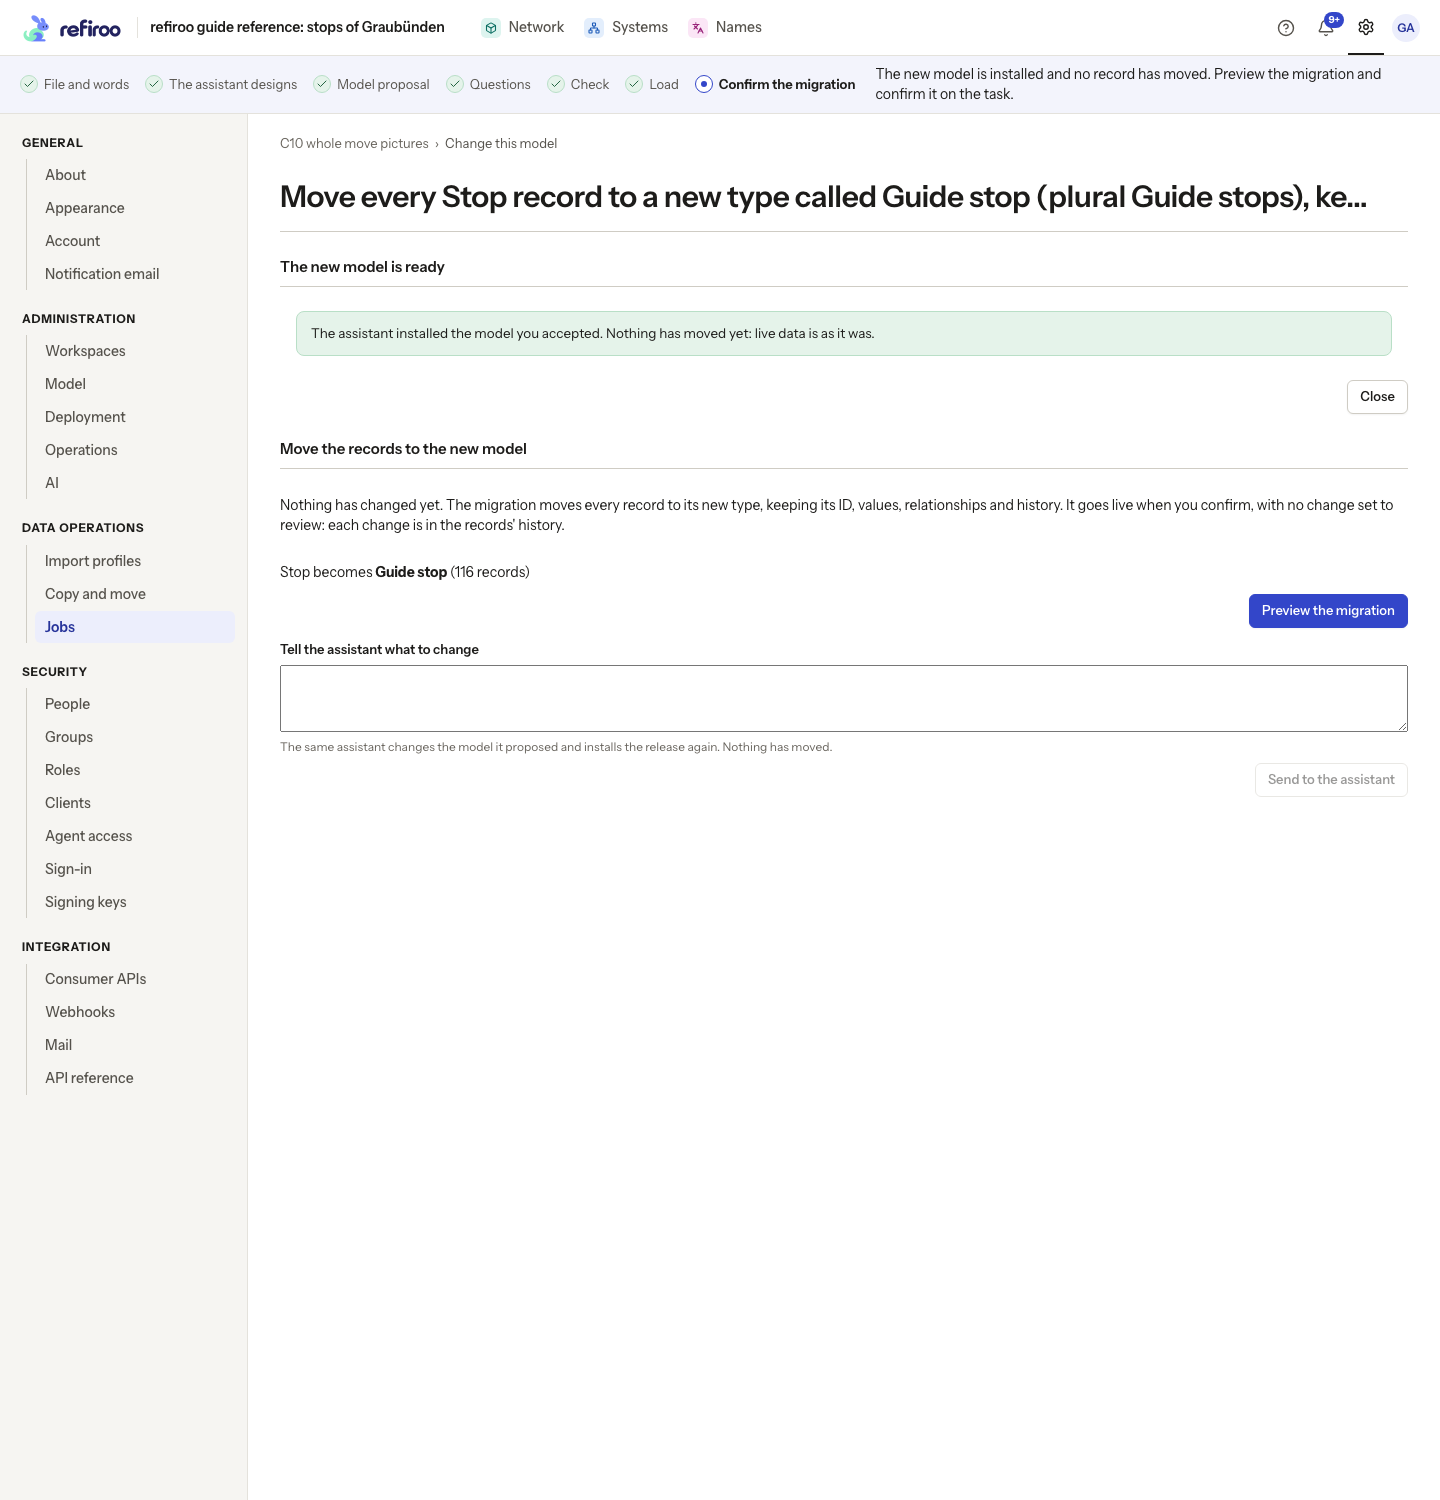 refiroo
refiroo guide reference: stops of Graubünden
Network
Systems
Names
9+
GA
File and words
The assistant designs
Model proposal
Questions
Check
Load
Confirm the migration
The new model is installed and no record has moved. Preview the migration and
confirm it on the task.
GENERAL
About
Appearance
Account
Notification email
ADMINISTRATION
Workspaces
Model
Deployment
Operations
AI
DATA OPERATIONS
Import profiles
Copy and move
Jobs
SECURITY
People
Groups
Roles
Clients
Agent access
Sign-in
Signing keys
INTEGRATION
Consumer APIs
Webhooks
Mail
API reference
C10 whole move pictures › Change this model
Move every Stop record to a new type called Guide stop (plural Guide stops), ke...
The new model is ready
The assistant installed the model you accepted. Nothing has moved yet: live data is as it was.
Close
Move the records to the new model
Nothing has changed yet. The migration moves every record to its new type, keeping its ID, values, relationships and history. It goes live when you confirm, with no change set to
review: each change is in the records' history.
Stop becomes Guide stop (116 records)
Preview the migration
Tell the assistant what to change
The same assistant changes the model it proposed and installs the release again. Nothing has moved.
Send to the assistant